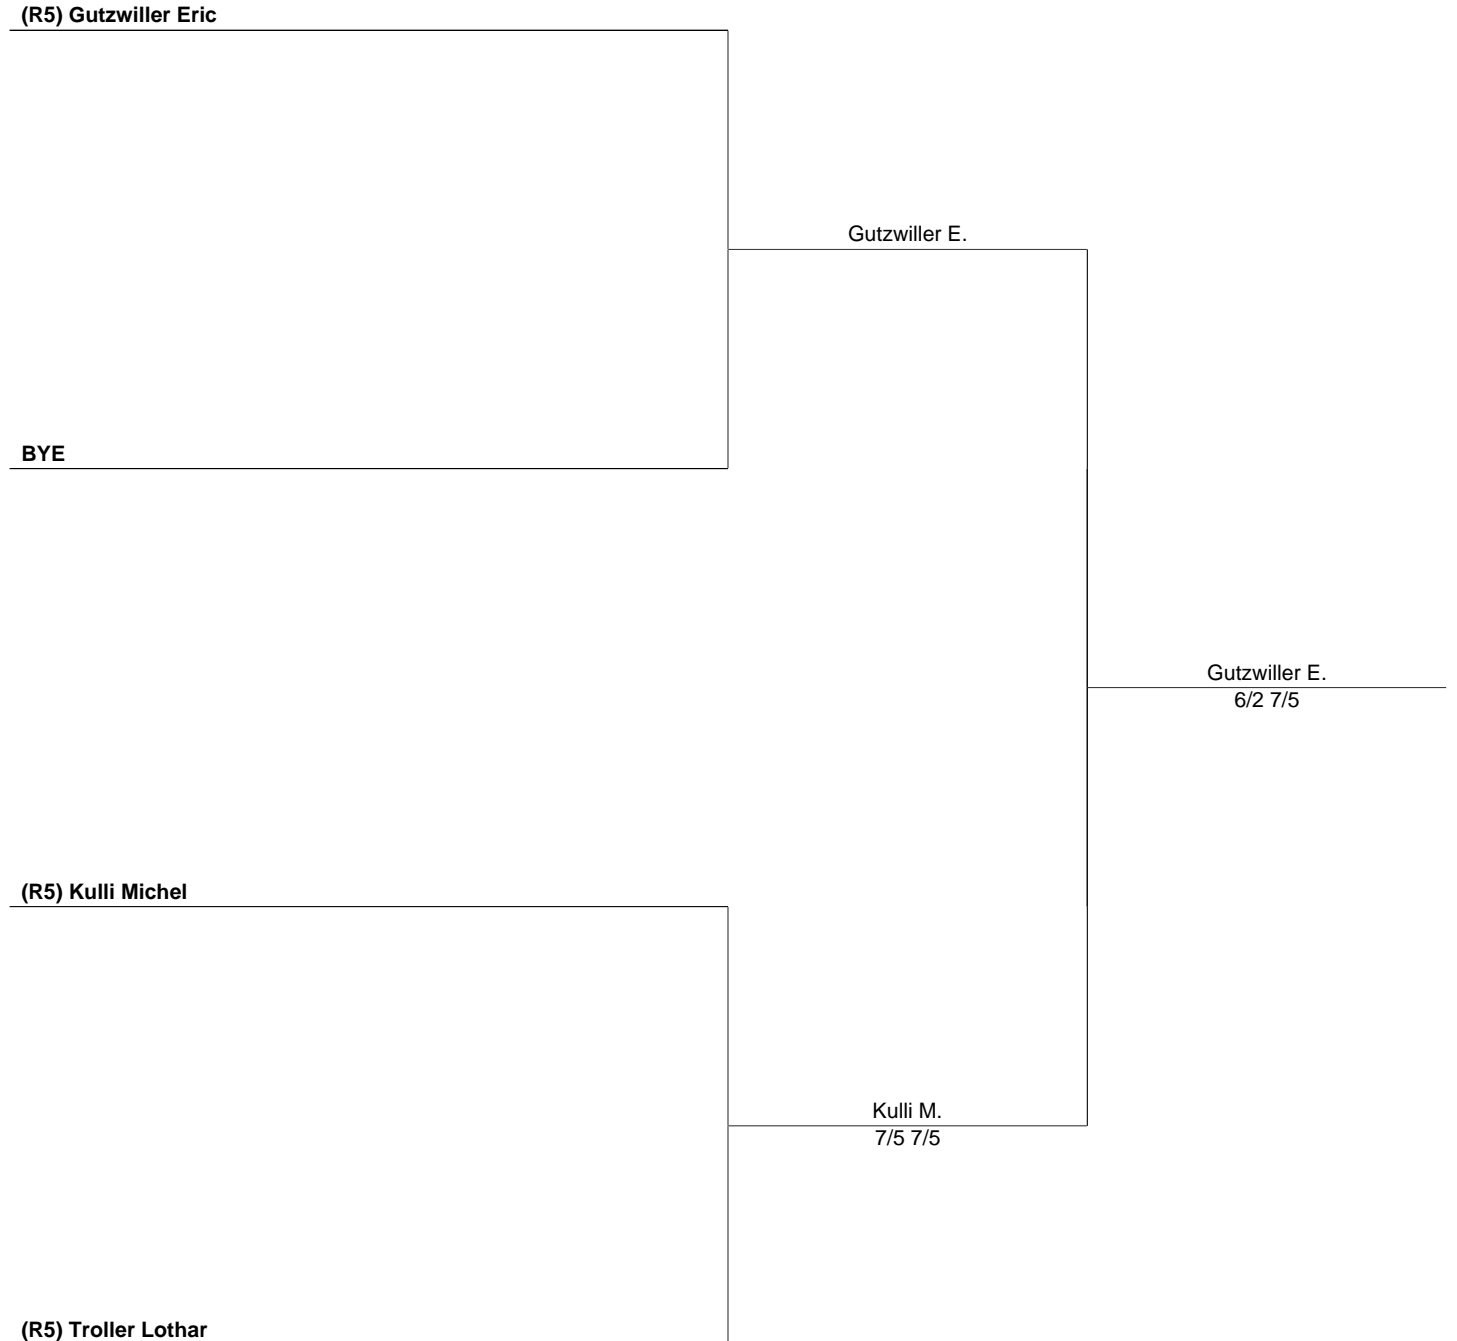 (R5) Gutzwiller Eric
Gutzwiller E.
BYE
Gutzwiller E.
6/2 7/5
(R5) Kulli Michel
Kulli M.
7/5 7/5
(R5) Troller Lothar